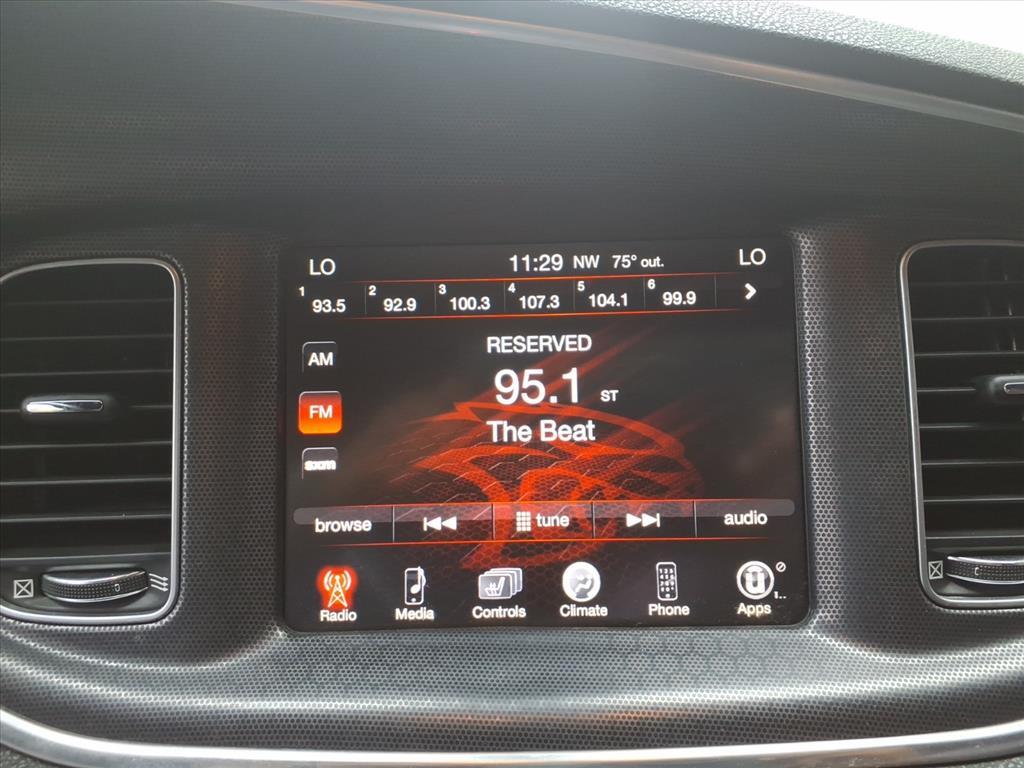 LO 11:29 NW 75° out. LO
1 93.5 2 92.9 3 100.3 4 107.3 5 104.1 6 99.9
RESERVED
AM
95.1 ST
FM
The Beat
sxm
browse tune audio
Radio Media Controls Climate Phone Apps
1..